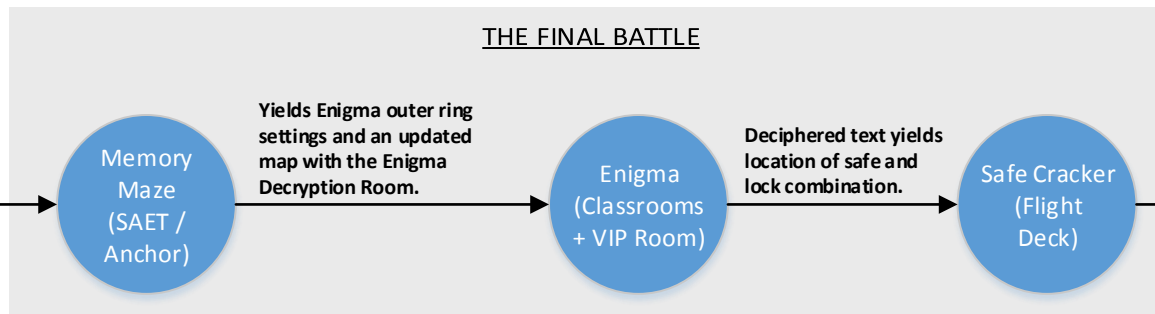 THE FINAL BATTLE
Memory
Maze
(SAET /
Anchor)
Yields Enigma outer ring
settings and an updated
map with the Enigma
Decryption Room.
Enigma
(Classrooms
+ VIP Room)
Deciphered text yields
location of safe and
lock combination.
Safe Cracker
(Flight
Deck)